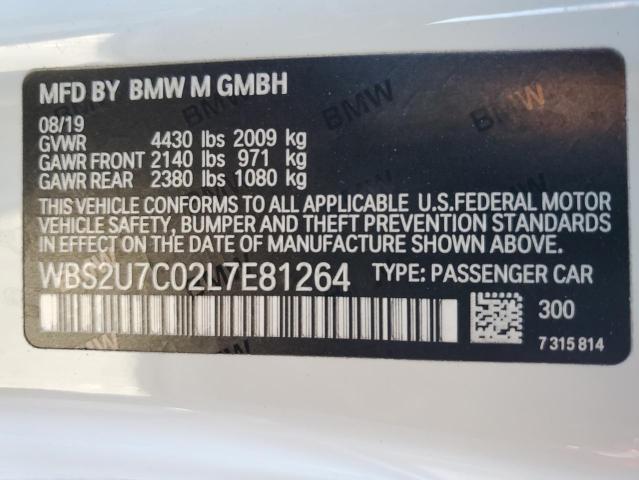 MFD BY BMW M GMBH
08/19
GVWR 4430 lbs 2009 kg
GAWR FRONT 2140 lbs 971 kg
GAWR REAR 2380 lbs 1080 kg
THIS VEHICLE CONFORMS TO ALL APPLICABLE U.S.FEDERAL MOTOR
VEHICLE SAFETY, BUMPER AND THEFT PREVENTION STANDARDS
IN EFFECT ON THE DATE OF MANUFACTURE SHOWN ABOVE.
WBS2U7C02L7E81264 TYPE: PASSENGER CAR
300
7 315 814